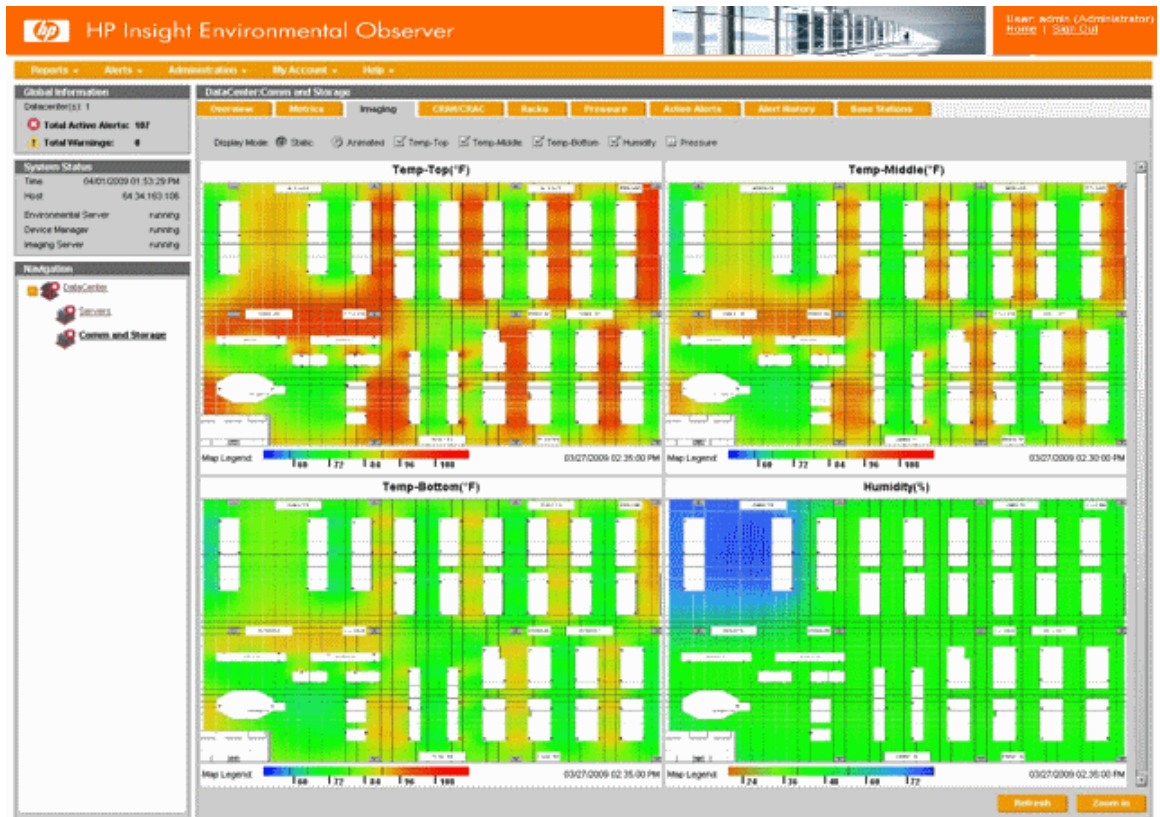 hp HP Insight Environmental Observer
User: admin (Administrator)
Home | Sign Out
Reports Alerts Administration My Account Help
Global Information
Datacenter(s): 1
Total Active Alerts: 107
Total Warnings: 0
System Status
Time 04/01/2009 01:53:29 PM
Host 64.34.163.106
Environmental Server running
Device Manager running
Imaging Server running
Navigation
DataCenter
Servers
Comm and Storage
DataCenter:Comm and Storage
Overview Metrics Imaging CRAH/CRAC Racks Pressure Active Alerts Alert History Base Stations
Display Mode: Static Animated Temp-Top Temp-Middle Temp-Bottom Humidity Pressure
Temp-Top(°F)
Map Legend: 60 72 84 96 108
03/27/2009 02:35:00 PM
Temp-Middle(°F)
Map Legend: 60 72 84 96 108
03/27/2009 02:30:00 PM
Temp-Bottom(°F)
Map Legend: 60 72 84 96 108
03/27/2009 02:35:00 PM
Humidity(%)
Map Legend: 24 36 48 60 72
03/27/2009 02:35:00 PM
Refresh Zoom in